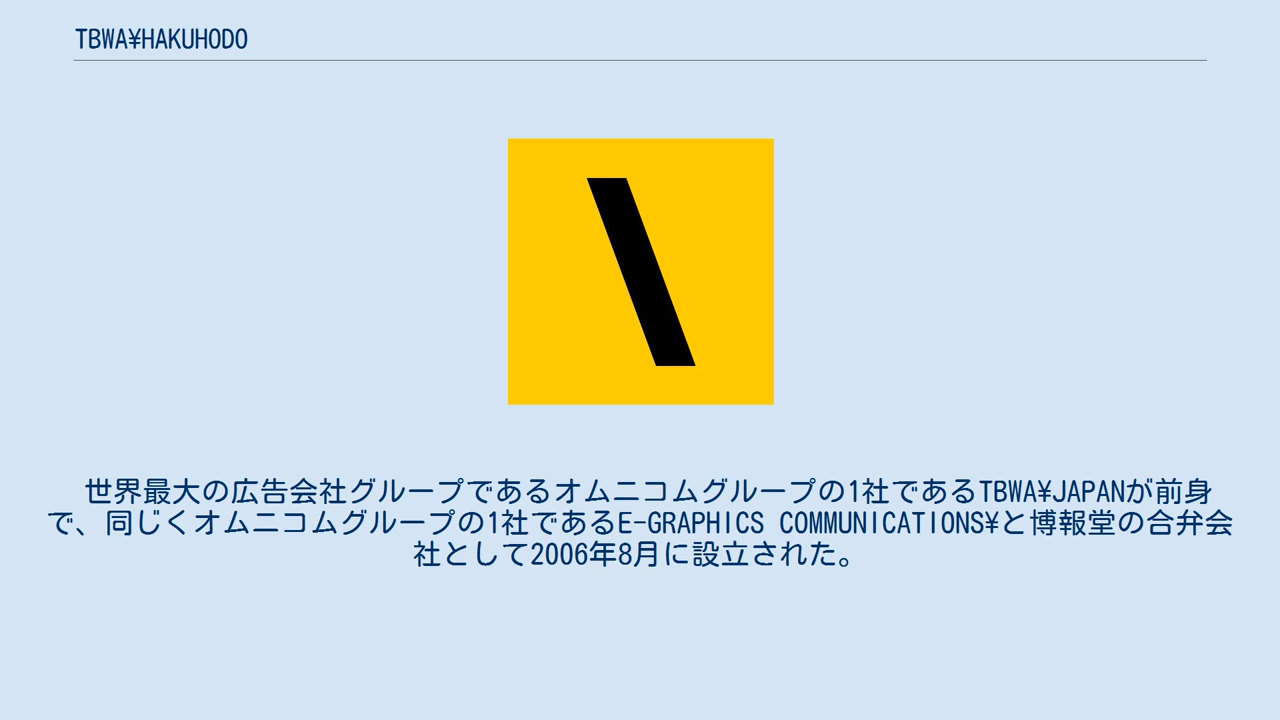 TBWA¥HAKUHODO
世界最大の広告会社グループであるオムニコムグループの1社であるTBWA¥JAPANが前身
で、同じくオムニコムグループの1社であるE-GRAPHICS COMMUNICATIONS¥と博報堂の合弁会
社として2006年8月に設立された。